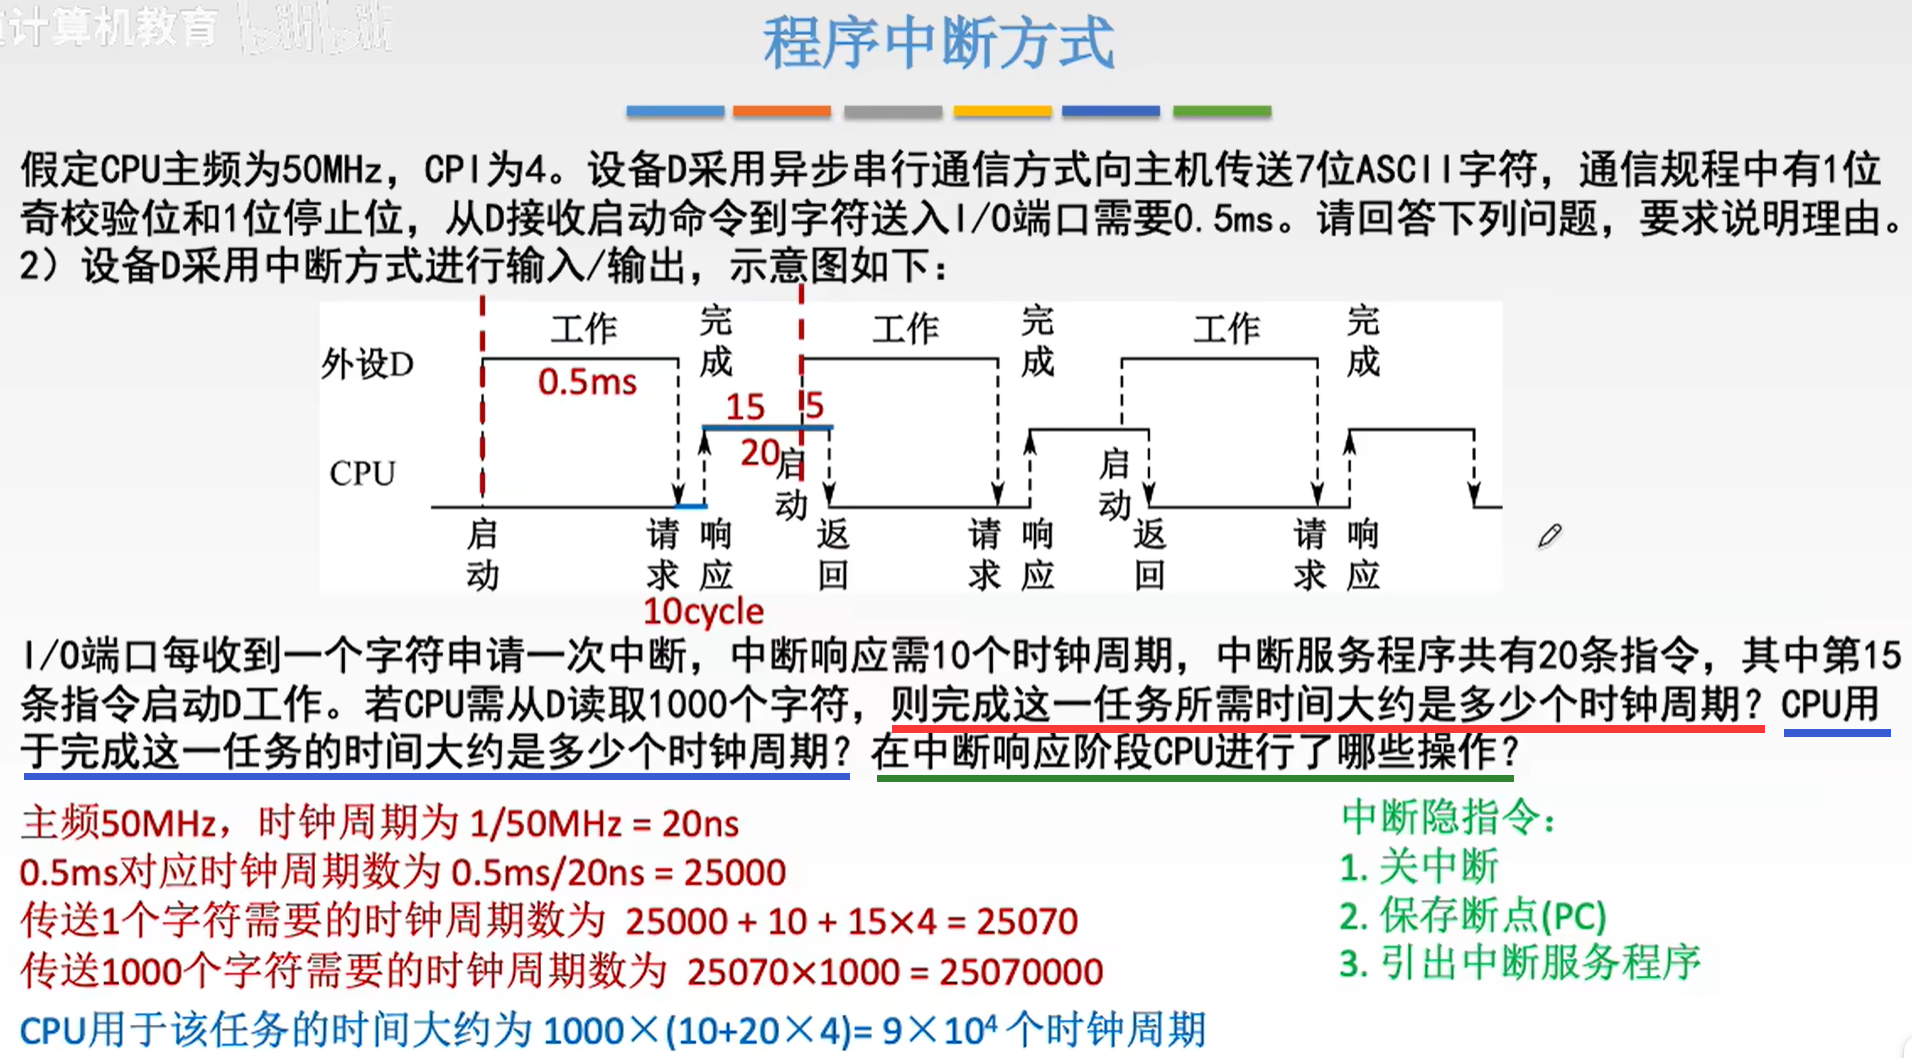 计算机教育 bilibili
程序中断方式
假定CPU主频为50MHz，CPI为4。设备D采用异步串行通信方式向主机传送7位ASCII字符，通信规程中有1位
奇校验位和1位停止位，从D接收启动命令到字符送入I/O端口需要0.5ms。请回答下列问题，要求说明理由。
2）设备D采用中断方式进行输入/输出，示意图如下：
工作 完成 工作 完成 工作 完成
外设D
0.5ms
15 5
20
CPU
启动 启动
启动 请求 响应 返回 请求 响应 返回 请求 响应
10cycle
I/O端口每收到一个字符申请一次中断，中断响应需10个时钟周期，中断服务程序共有20条指令，其中第15
条指令启动D工作。若CPU需从D读取1000个字符，则完成这一任务所需时间大约是多少个时钟周期？CPU用
于完成这一任务的时间大约是多少个时钟周期？在中断响应阶段CPU进行了哪些操作？
主频50MHz，时钟周期为 1/50MHz = 20ns
0.5ms对应时钟周期数为 0.5ms/20ns = 25000
传送1个字符需要的时钟周期数为 25000 + 10 + 15×4 = 25070
传送1000个字符需要的时钟周期数为 25070×1000 = 25070000
CPU用于该任务的时间大约为 1000×(10+20×4)= 9×10⁴ 个时钟周期
中断隐指令：
1. 关中断
2. 保存断点(PC)
3. 引出中断服务程序